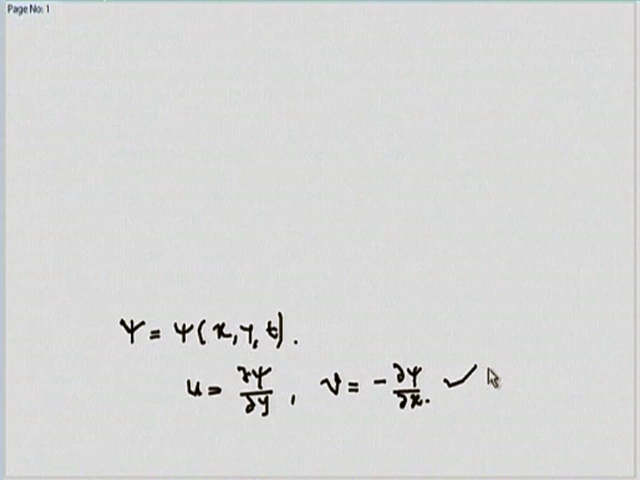 Page No: 1
Ψ = Ψ(x, y, t).
u = ∂Ψ/∂y, v = -∂Ψ/∂x. ✓